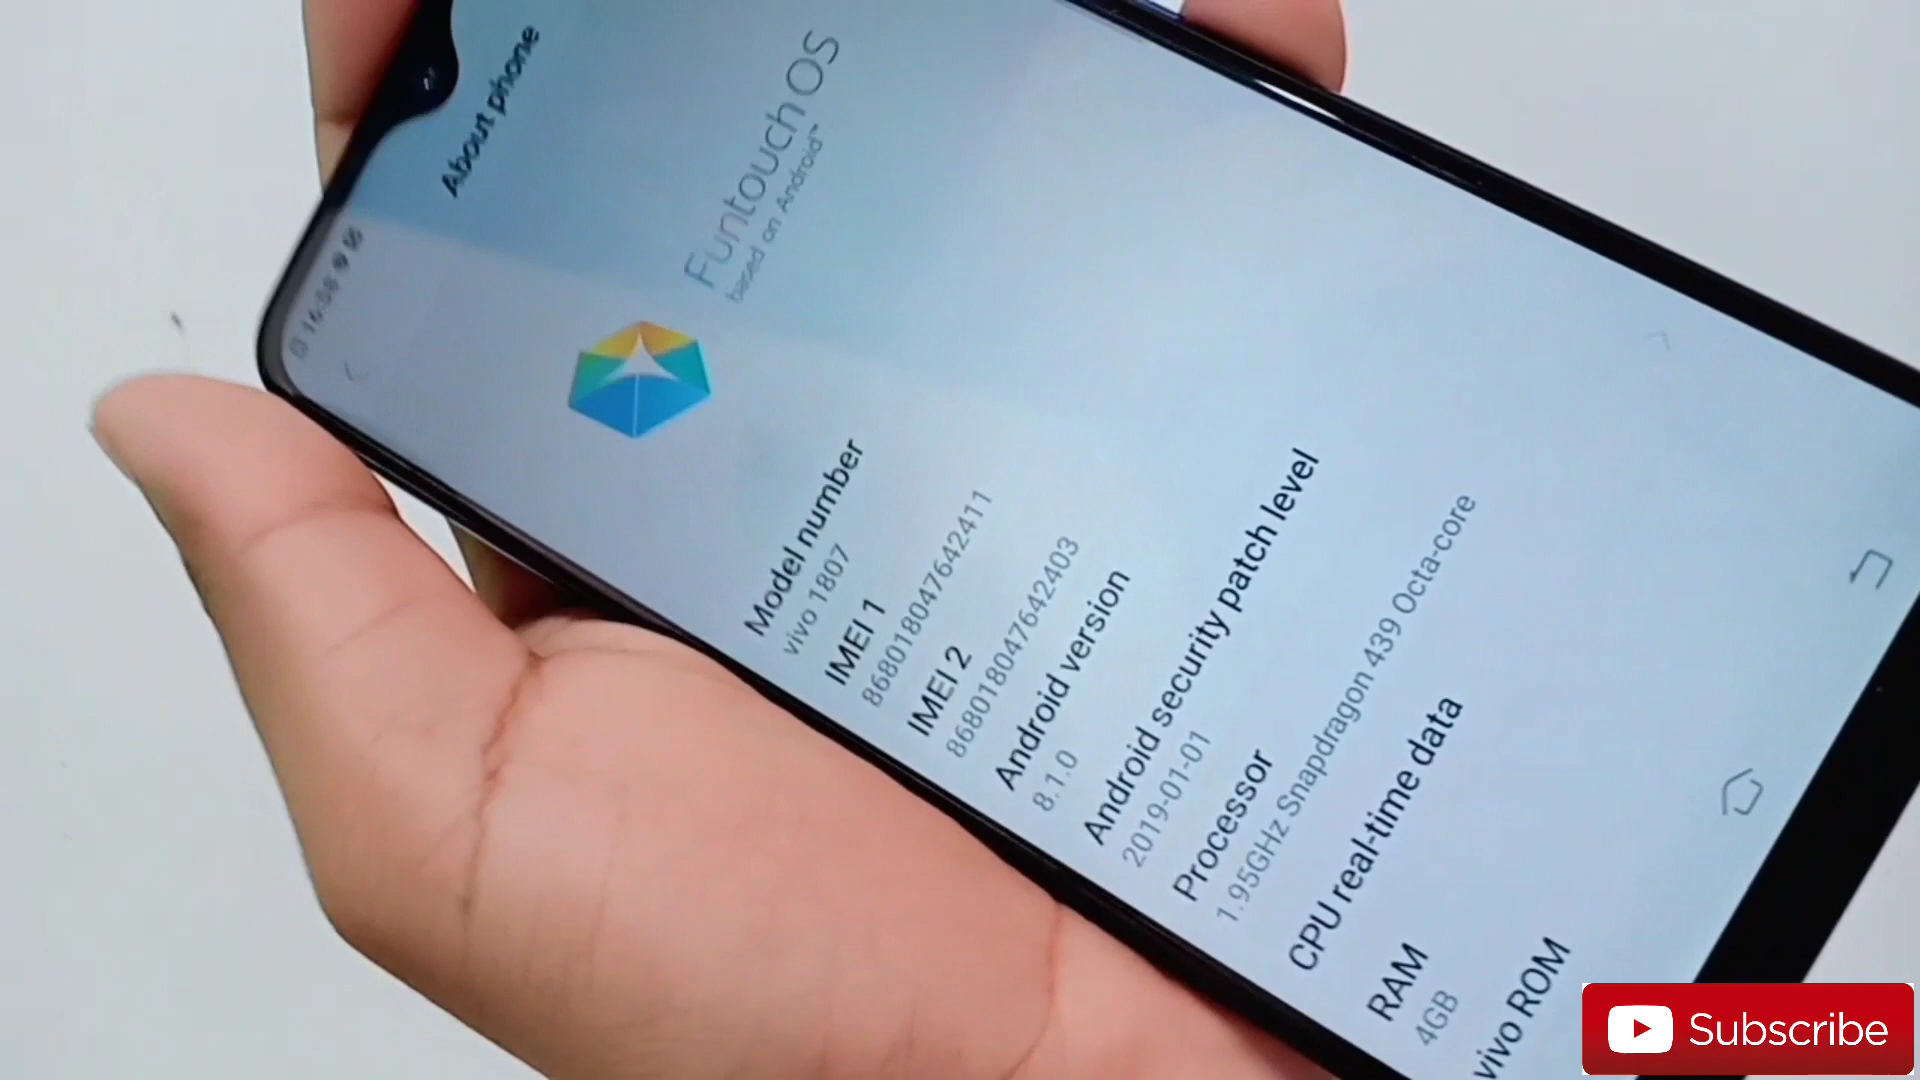 16:08
About phone
Funtouch OS
based on Android™
Model number
vivo 1807
IMEI 1
868018047642411
IMEI 2
868018047642403
Android version
8.1.0
Android security patch level
2019-01-01
Processor
1.95GHz Snapdragon 439 Octa-core
CPU real-time data
RAM
4GB
vivo ROM
Subscribe